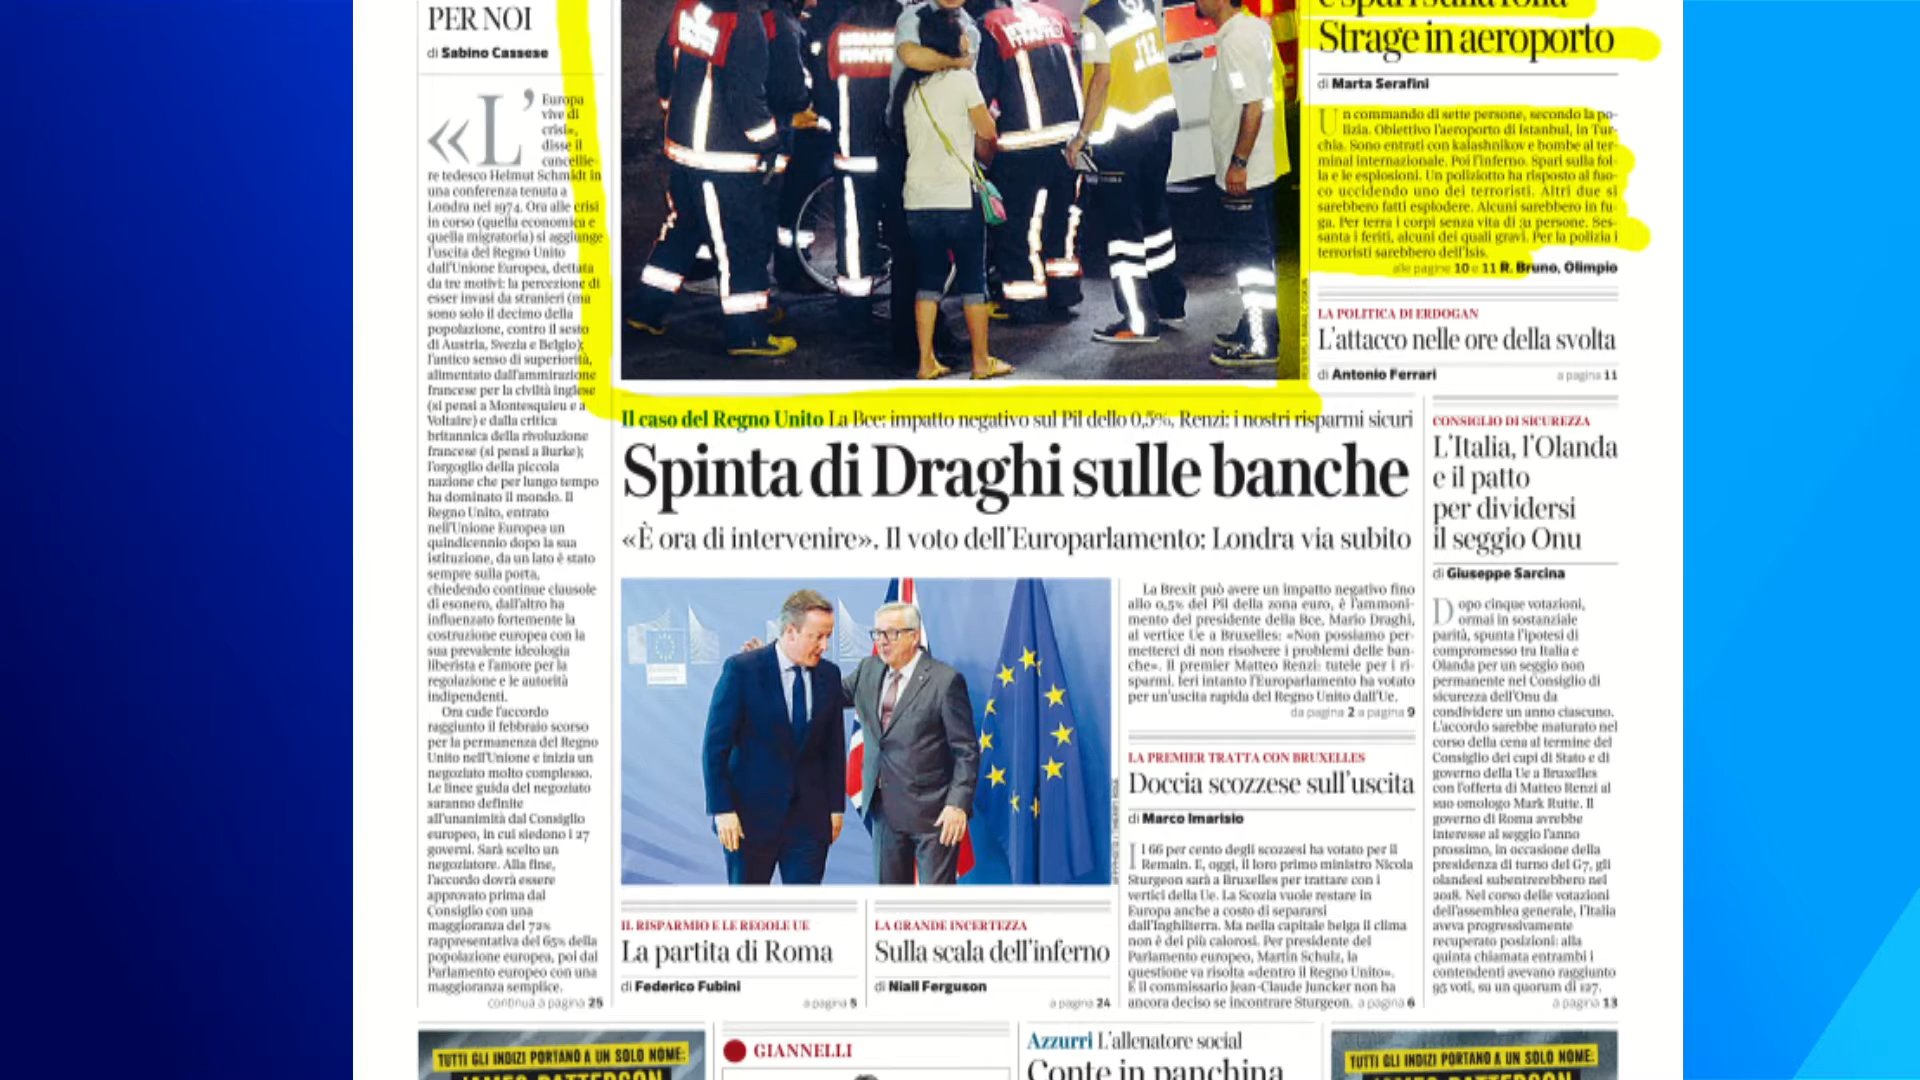 PER NOI
di Sabino Cassese
«L'Europa
vive di
crisi»,
disse il
cancellie-
re tedesco Helmut Schmidt in
una conferenza tenuta a
Londra nel 1974. Ora alle crisi
in corso (quella economica e
quella migratoria) si aggiunge
l'uscita del Regno Unito
dall'Unione Europea, dettata
da tre motivi: la percezione di
esser invasi da stranieri (ma
sono solo il decimo della
popolazione, contro il sesto
di Austria, Svezia e Belgio);
l'antico senso di superiorità,
alimentato dall'ammirazione
francese per la civiltà inglese
(si pensi a Montesquieu e a
Voltaire) e dalla critica
britannica della rivoluzione
francese (si pensi a Burke);
l'orgoglio della piccola
nazione che per lungo tempo
ha dominato il mondo. Il
Regno Unito, entrato
nell'Unione Europea un
quindicennio dopo la sua
istituzione, da un lato è stato
sempre sulla porta,
chiedendo continue clausole
di esonero, dall'altro ha
influenzato fortemente la
costruzione europea con la
sua prevalente ideologia
liberista e l'amore per la
regolazione e le autorità
indipendenti.
Ora cade l'accordo
raggiunto il febbraio scorso
per la permanenza del Regno
Unito nell'Unione e inizia un
negoziato molto complesso.
Le linee guida del negoziato
saranno definite
all'unanimità dal Consiglio
europeo, in cui siedono i 27
governi. Sarà scelto un
negoziatore. Alla fine,
l'accordo dovrà essere
approvato prima dal
Consiglio con una
maggioranza del 72%
rappresentativa del 65% della
popolazione europea, poi dal
Parlamento europeo con una
maggioranza semplice.
continua a pagina 25
e spari sulla folla
Strage in aeroporto
di Marta Serafini
Un commando di sette persone, secondo la po-
lizia. Obiettivo l'aeroporto di Istanbul, in Tur-
chia. Sono entrati con kalashnikov e bombe al ter-
minal internazionale. Poi l'inferno. Spari sulla fol-
la e le esplosioni. Un poliziotto ha risposto al fuo-
co uccidendo uno dei terroristi. Altri due si
sarebbero fatti esplodere. Alcuni sarebbero in fu-
ga. Per terra i corpi senza vita di 31 persone. Ses-
santa i feriti, alcuni dei quali gravi. Per la polizia i
terroristi sarebbero dell'Isis.
alle pagine 10 e 11 R. Bruno, Olimpio
LA POLITICA DI ERDOGAN
L'attacco nelle ore della svolta
di Antonio Ferrari
a pagina 11
Il caso del Regno Unito La Bce: impatto negativo sul Pil dello 0,5%. Renzi: i nostri risparmi sicuri
Spinta di Draghi sulle banche
«È ora di intervenire». Il voto dell'Europarlamento: Londra via subito
La Brexit può avere un impatto negativo fino
allo 0,5% del Pil della zona euro, è l'ammoni-
mento del presidente della Bce, Mario Draghi,
al vertice Ue a Bruxelles: «Non possiamo per-
metterci di non risolvere i problemi delle ban-
che». Il premier Matteo Renzi: tutele per i ri-
sparmi. Ieri intanto l'Europarlamento ha votato
per un'uscita rapida del Regno Unito dall'Ue.
da pagina 2 a pagina 9
LA PREMIER TRATTA CON BRUXELLES
Doccia scozzese sull'uscita
di Marco Imarisio
Il 66 per cento degli scozzesi ha votato per il
Remain. E, oggi, il loro primo ministro Nicola
Sturgeon sarà a Bruxelles per trattare con i
vertici della Ue. La Scozia vuole restare in
Europa anche a costo di separarsi
dall'Inghilterra. Ma nella capitale belga il clima
non è dei più calorosi. Per presidente del
Parlamento europeo, Martin Schulz, la
questione va risolta «dentro il Regno Unito».
E il commissario Jean-Claude Juncker non ha
ancora deciso se incontrare Sturgeon. a pagina 6
CONSIGLIO DI SICUREZZA
L'Italia, l'Olanda
e il patto
per dividersi
il seggio Onu
di Giuseppe Sarcina
Dopo cinque votazioni,
ormai in sostanziale
parità, spunta l'ipotesi di
compromesso tra Italia e
Olanda per un seggio non
permanente nel Consiglio di
sicurezza dell'Onu da
condividere un anno ciascuno.
L'accordo sarebbe maturato nel
corso della cena al termine del
Consiglio dei capi di Stato e di
governo della Ue a Bruxelles
con l'offerta di Matteo Renzi al
suo omologo Mark Rutte. Il
governo di Roma avrebbe
interesse al seggio l'anno
prossimo, in occasione della
presidenza di turno del G7, gli
olandesi subentrerebbero nel
2018. Nel corso delle votazioni
dell'assemblea generale, l'Italia
aveva progressivamente
recuperato posizioni: alla
quinta chiamata entrambi i
contendenti avevano raggiunto
95 voti, su un quorum di 127.
a pagina 13
IL RISPARMIO E LE REGOLE UE
La partita di Roma
di Federico Fubini
a pagina 5
LA GRANDE INCERTEZZA
Sulla scala dell'inferno
di Niall Ferguson
a pagina 24
TUTTI GLI INDIZI PORTANO A UN SOLO NOME:
JAMES PATTERSON
GIANNELLI
Azzurri L'allenatore social
Conte in panchina
TUTTI GLI INDIZI PORTANO A UN SOLO NOME:
JAMES PATTERSON